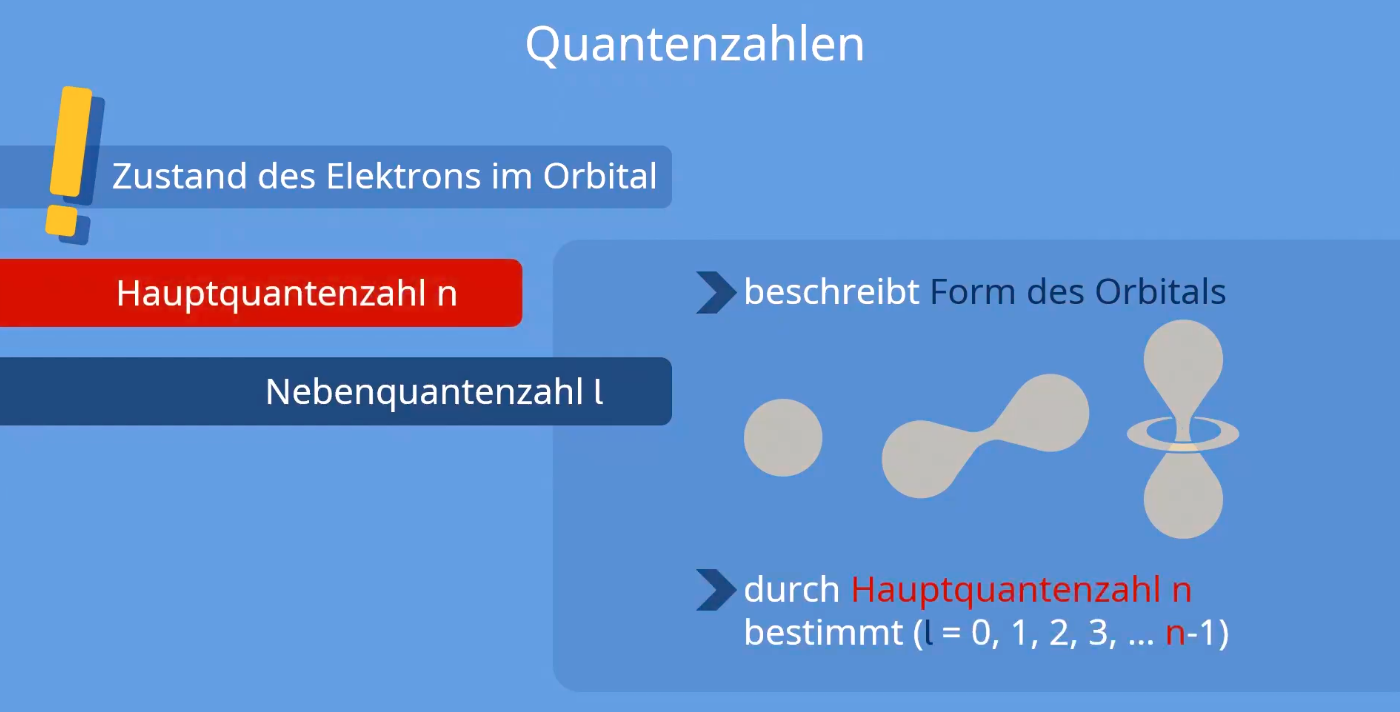 Quantenzahlen
Zustand des Elektrons im Orbital
Hauptquantenzahl n
Nebenquantenzahl l
beschreibt Form des Orbitals
durch Hauptquantenzahl n
bestimmt (l = 0, 1, 2, 3, ... n-1)